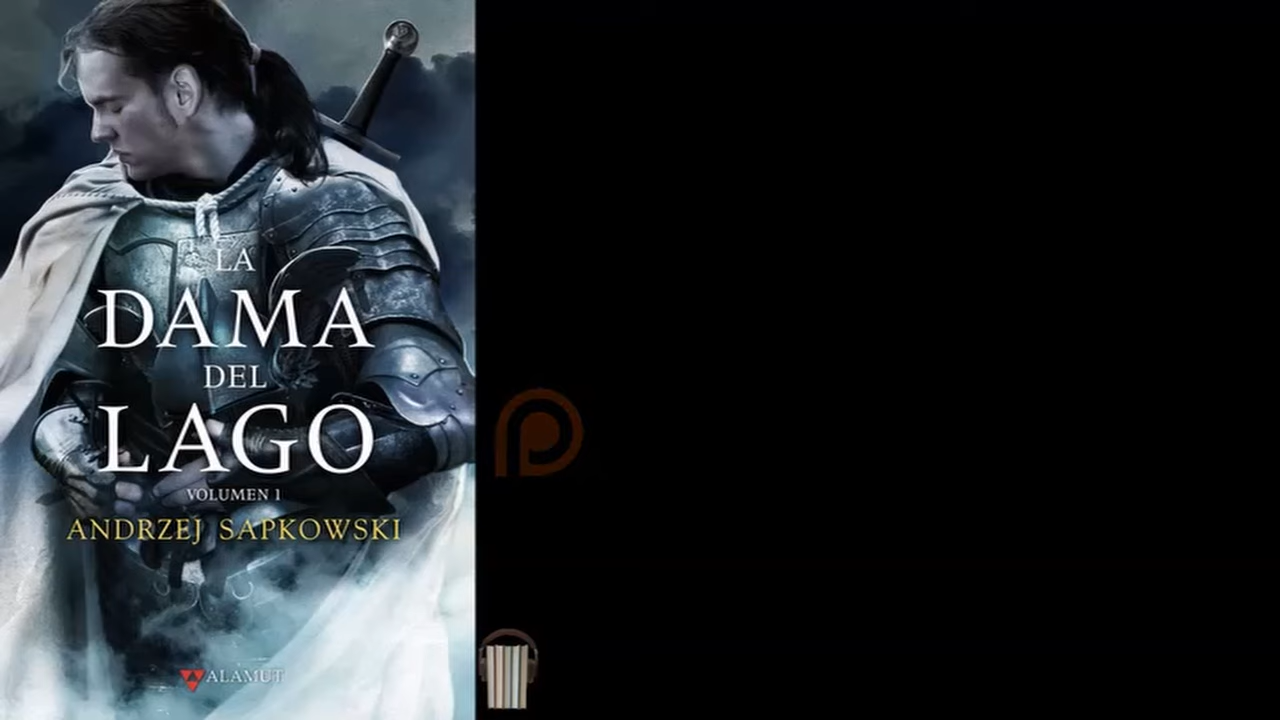 LA
DAMA
DEL
LAGO
VOLUMEN 1
ANDRZEJ SAPKOWSKI
ALAMUT